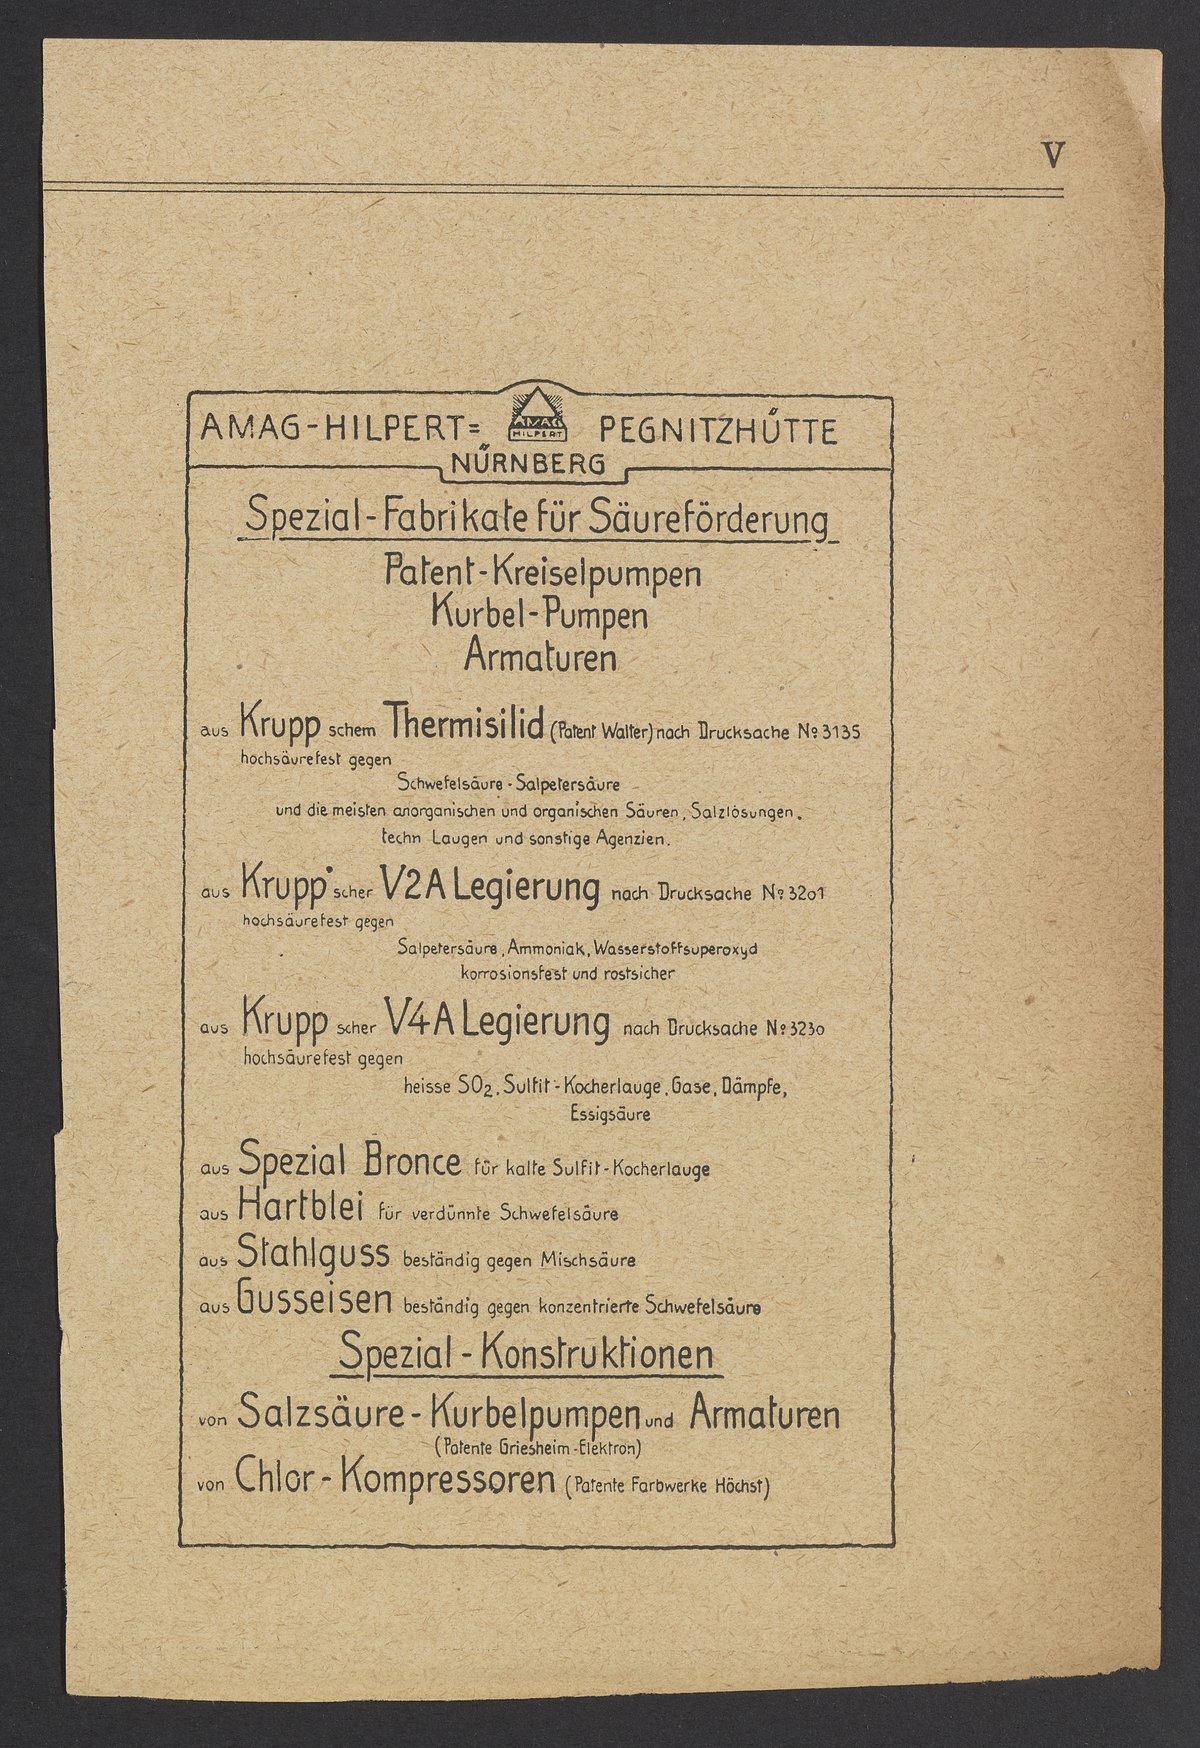 V
AMAG-HILPERT= AMAG HILPERT PEGNITZHÜTTE
NÜRNBERG
Spezial-Fabrikate für Säureförderung
Patent-Kreiselpumpen
Kurbel-Pumpen
Armaturen
aus Krupp schem Thermisilid (Patent Walter) nach Drucksache No 3135
hochsäurefest gegen
Schwefelsäure - Salpetersäure
und die meisten anorganischen und organischen Säuren, Salzlösungen.
techn Laugen und sonstige Agenzien.
aus Krupp'scher V2A Legierung nach Drucksache No 3201
hochsäurefest gegen
Salpetersäure, Ammoniak, Wasserstoffsuperoxyd
korrosionsfest und rostsicher
aus Krupp scher V4A Legierung nach Drucksache No 3230
hochsäurefest gegen
heisse SO2, Sulfit-Kocherlauge, Gase, Dämpfe,
Essigsäure
aus Spezial Bronce für kalte Sulfit-Kocherlauge
aus Hartblei für verdünnte Schwefelsäure
aus Stahlguss beständig gegen Mischsäure
aus Gusseisen beständig gegen konzentrierte Schwefelsäure
Spezial-Konstruktionen
von Salzsäure-Kurbelpumpen und Armaturen
(Patente Griesheim-Elektron)
von Chlor-Kompressoren (Patente Farbwerke Höchst)